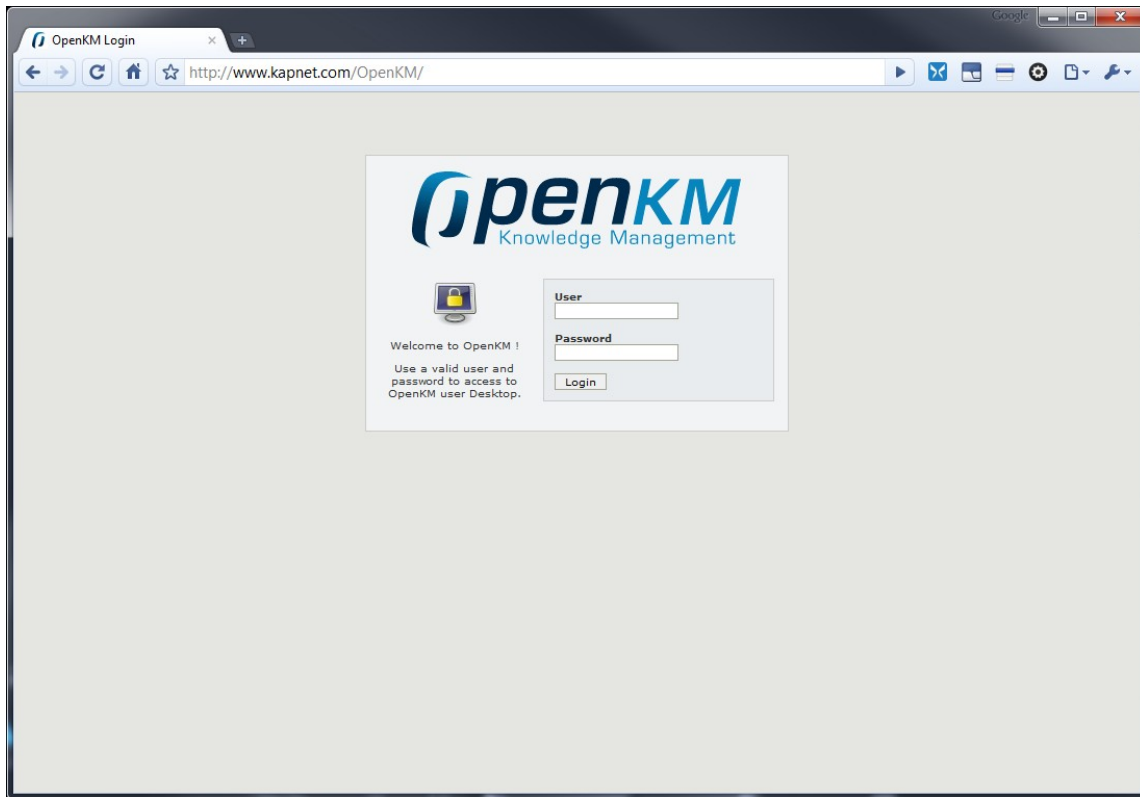 Google
OpenKM Login
http://www.kapnet.com/OpenKM/
OpenKM
Knowledge Management
Welcome to OpenKM !
Use a valid user and
password to access to
OpenKM user Desktop.
User
Password
Login